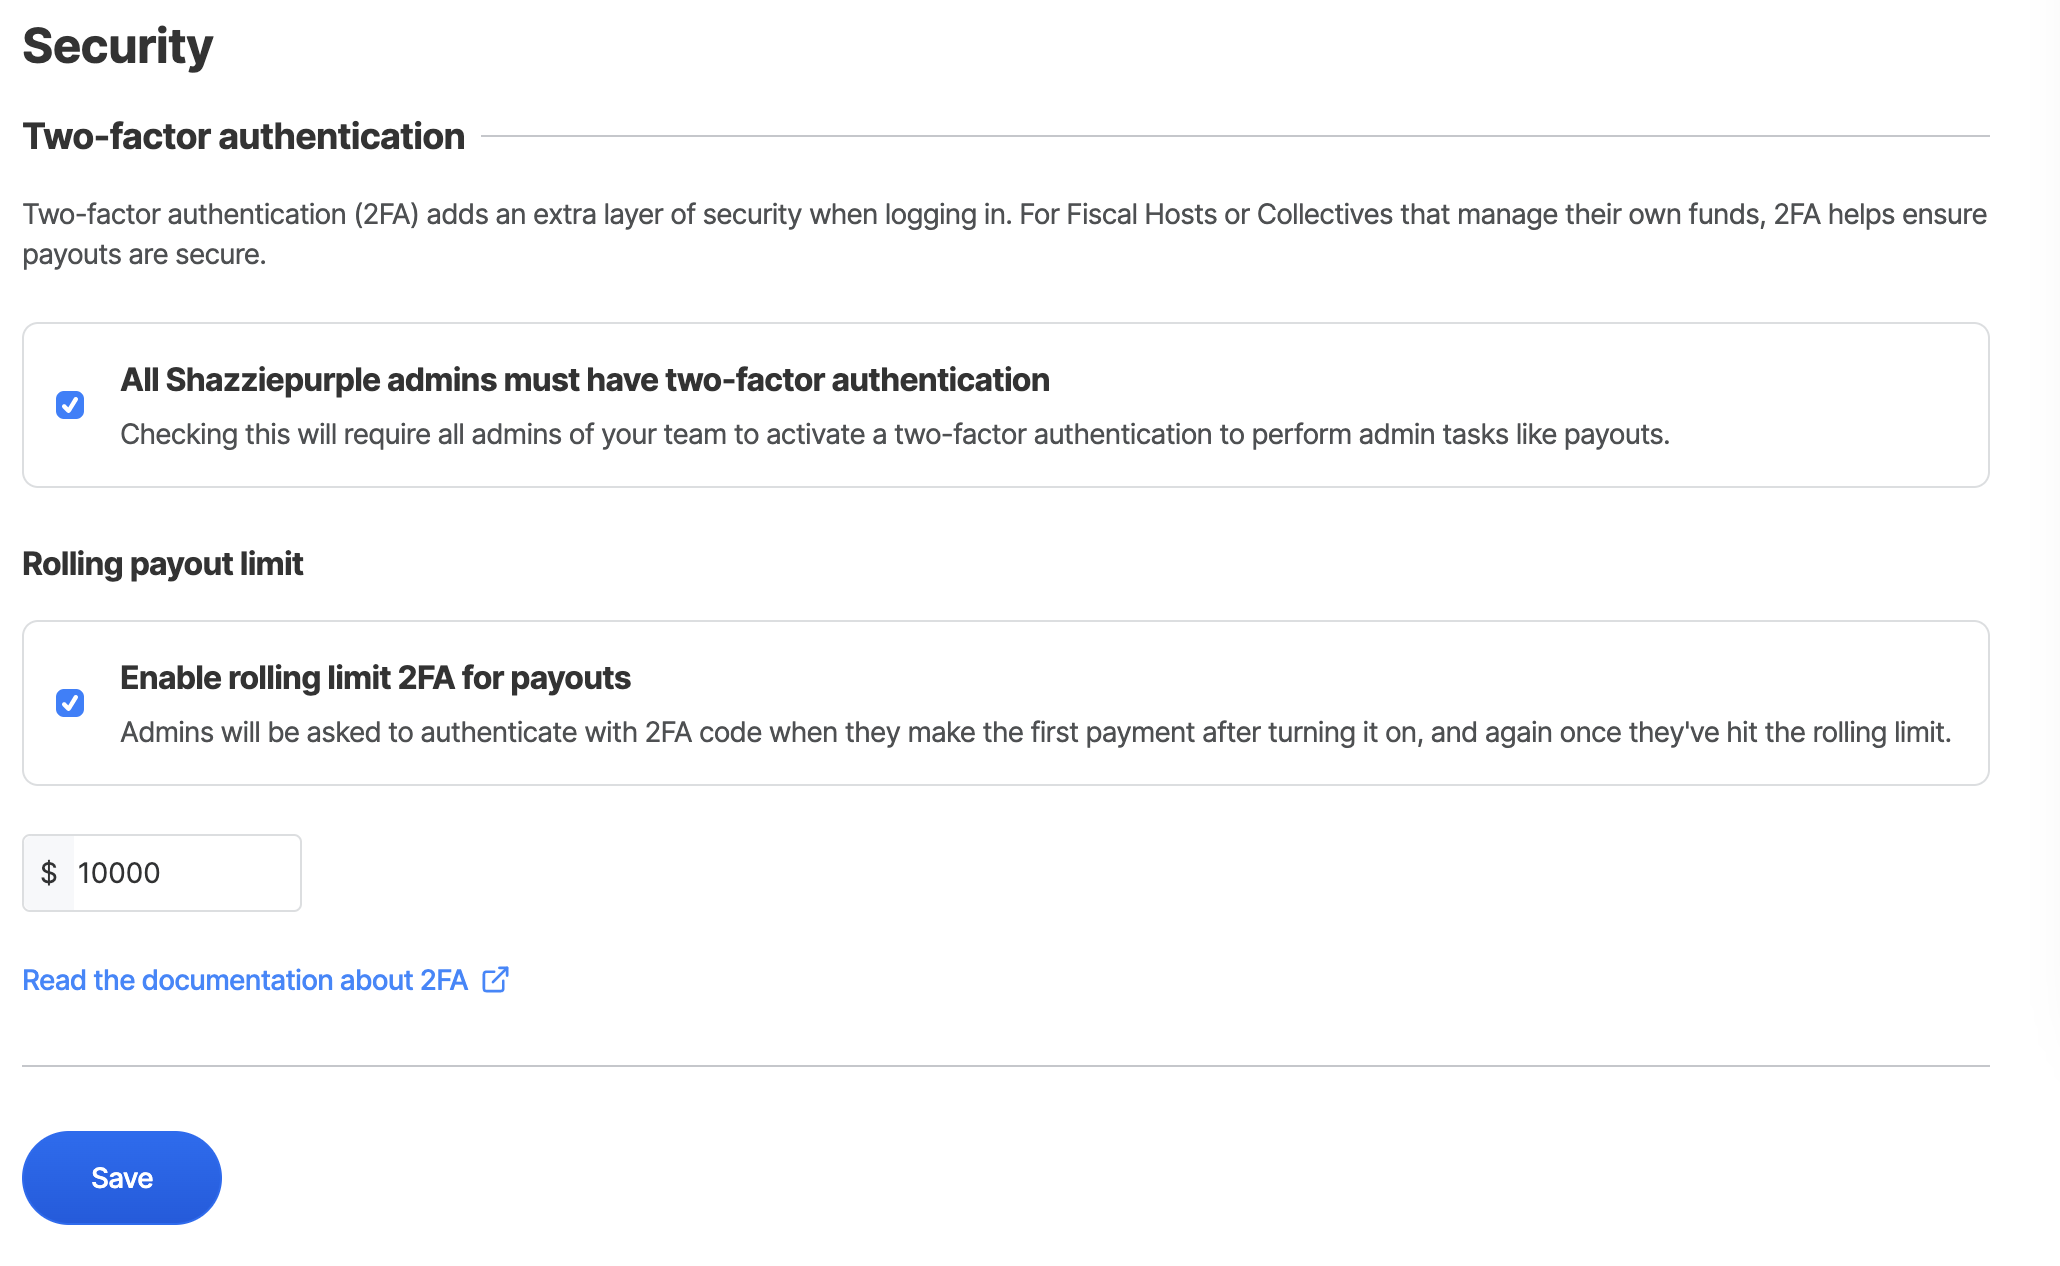 Security
Two-factor authentication
Two-factor authentication (2FA) adds an extra layer of security when logging in. For Fiscal Hosts or Collectives that manage their own funds, 2FA helps ensure
payouts are secure.
All Shazziepurple admins must have two-factor authentication
Checking this will require all admins of your team to activate a two-factor authentication to perform admin tasks like payouts.
Rolling payout limit
Enable rolling limit 2FA for payouts
Admins will be asked to authenticate with 2FA code when they make the first payment after turning it on, and again once they've hit the rolling limit.
$ 10000
Read the documentation about 2FA
Save